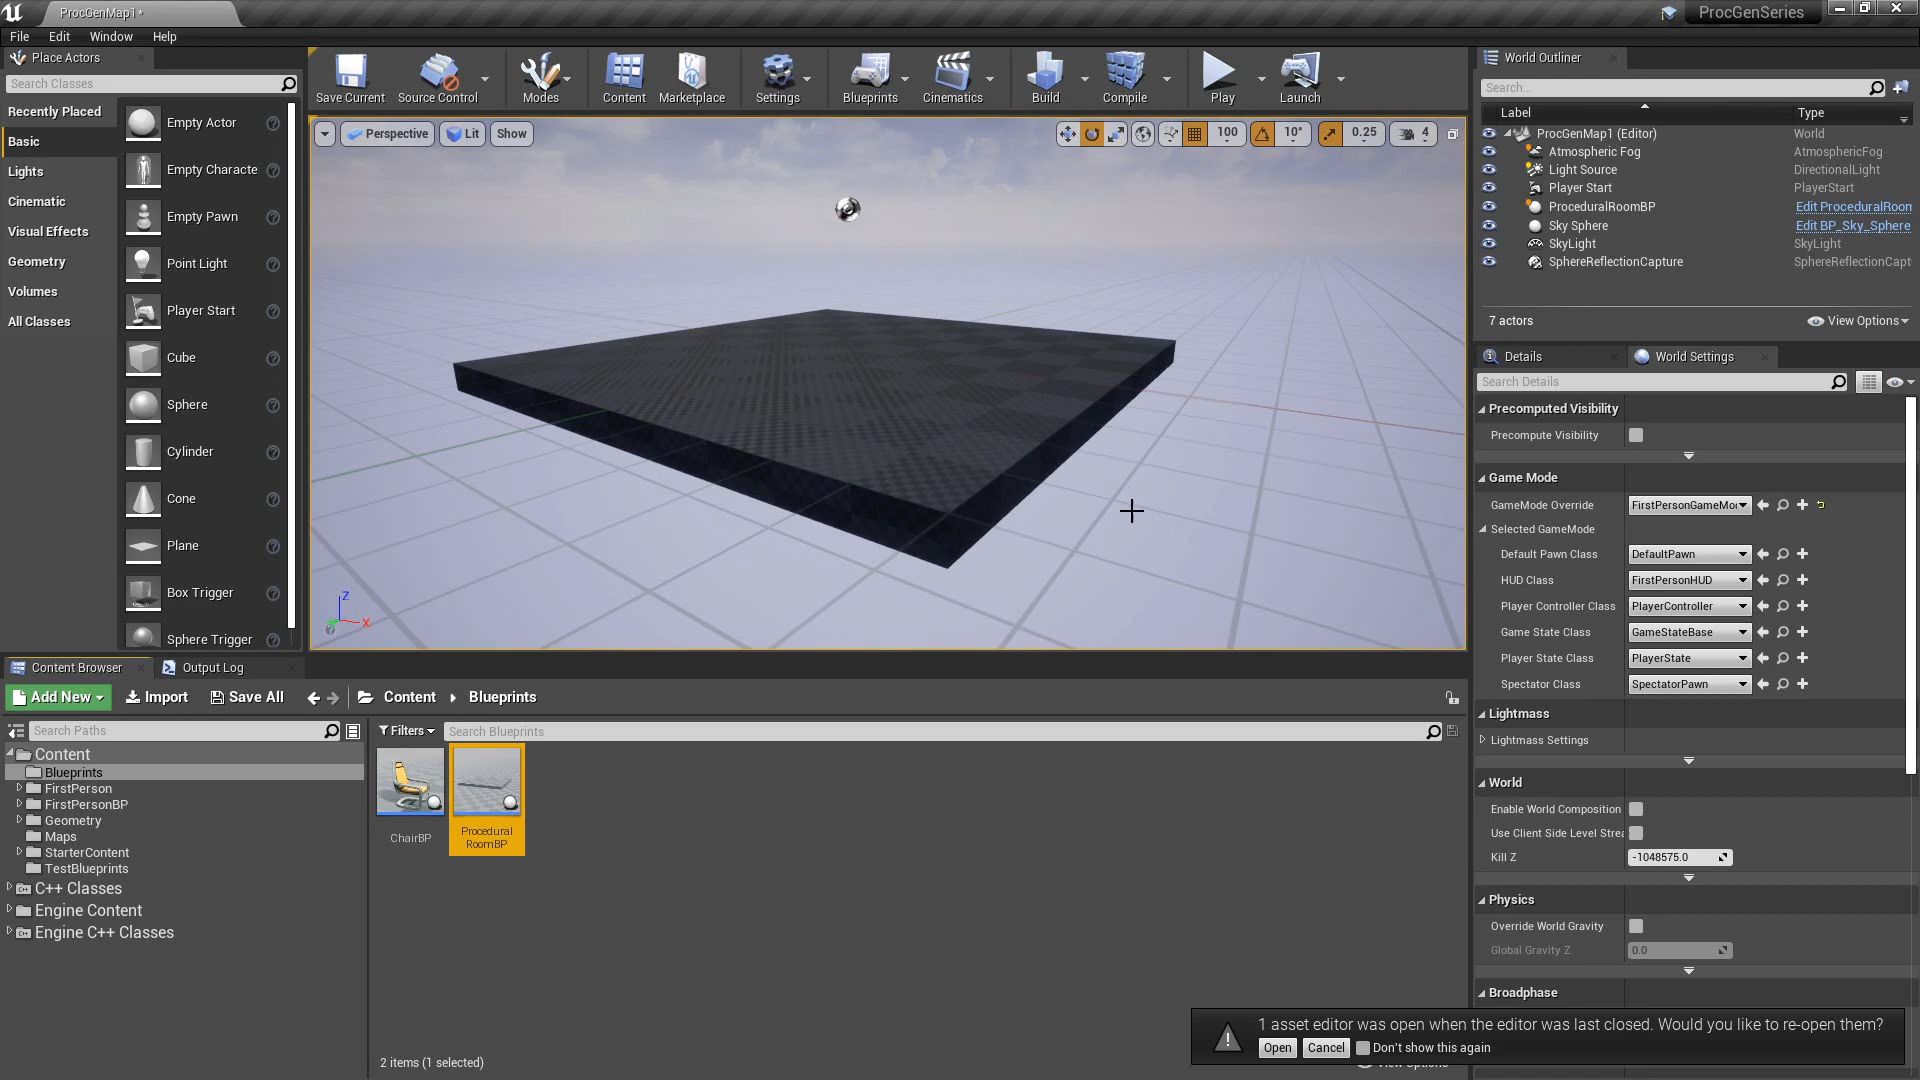 ProcGenMap1*
ProcGenSeries
File Edit Window Help
Place Actors
Search Classes
Recently Placed
Basic
Lights
Cinematic
Visual Effects
Geometry
Volumes
All Classes
Empty Actor
Empty Characte
Empty Pawn
Point Light
Player Start
Cube
Sphere
Cylinder
Cone
Plane
Box Trigger
Sphere Trigger
Save Current
Source Control
Modes
Content
Marketplace
Settings
Blueprints
Cinematics
Build
Compile
Play
Launch
Perspective
Lit
Show
100
10°
0.25
4
Z
X
World Outliner
Search...
Label Type
ProcGenMap1 (Editor) World
Atmospheric Fog AtmosphericFog
Light Source DirectionalLight
Player Start PlayerStart
ProceduralRoomBP Edit ProceduralRoom
Sky Sphere Edit BP_Sky_Sphere
SkyLight SkyLight
SphereReflectionCapture SphereReflectionCapt
7 actors
View Options
Details
World Settings
Search Details
Precomputed Visibility
Precompute Visibility
Game Mode
GameMode Override FirstPersonGameMo
Selected GameMode
Default Pawn Class DefaultPawn
HUD Class FirstPersonHUD
Player Controller Class PlayerController
Game State Class GameStateBase
Player State Class PlayerState
Spectator Class SpectatorPawn
Lightmass
Lightmass Settings
World
Enable World Composition
Use Client Side Level Strea
Kill Z -1048575.0
Physics
Override World Gravity
Global Gravity Z 0.0
Broadphase
Content Browser
Output Log
Add New
Import
Save All
Content
Blueprints
Search Paths
Filters
Search Blueprints
Content
Blueprints
FirstPerson
FirstPersonBP
Geometry
Maps
StarterContent
TestBlueprints
C++ Classes
Engine Content
Engine C++ Classes
ChairBP
Procedural
RoomBP
2 items (1 selected)
1 asset editor was open when the editor was last closed. Would you like to re-open them?
Open
Cancel
Don't show this again